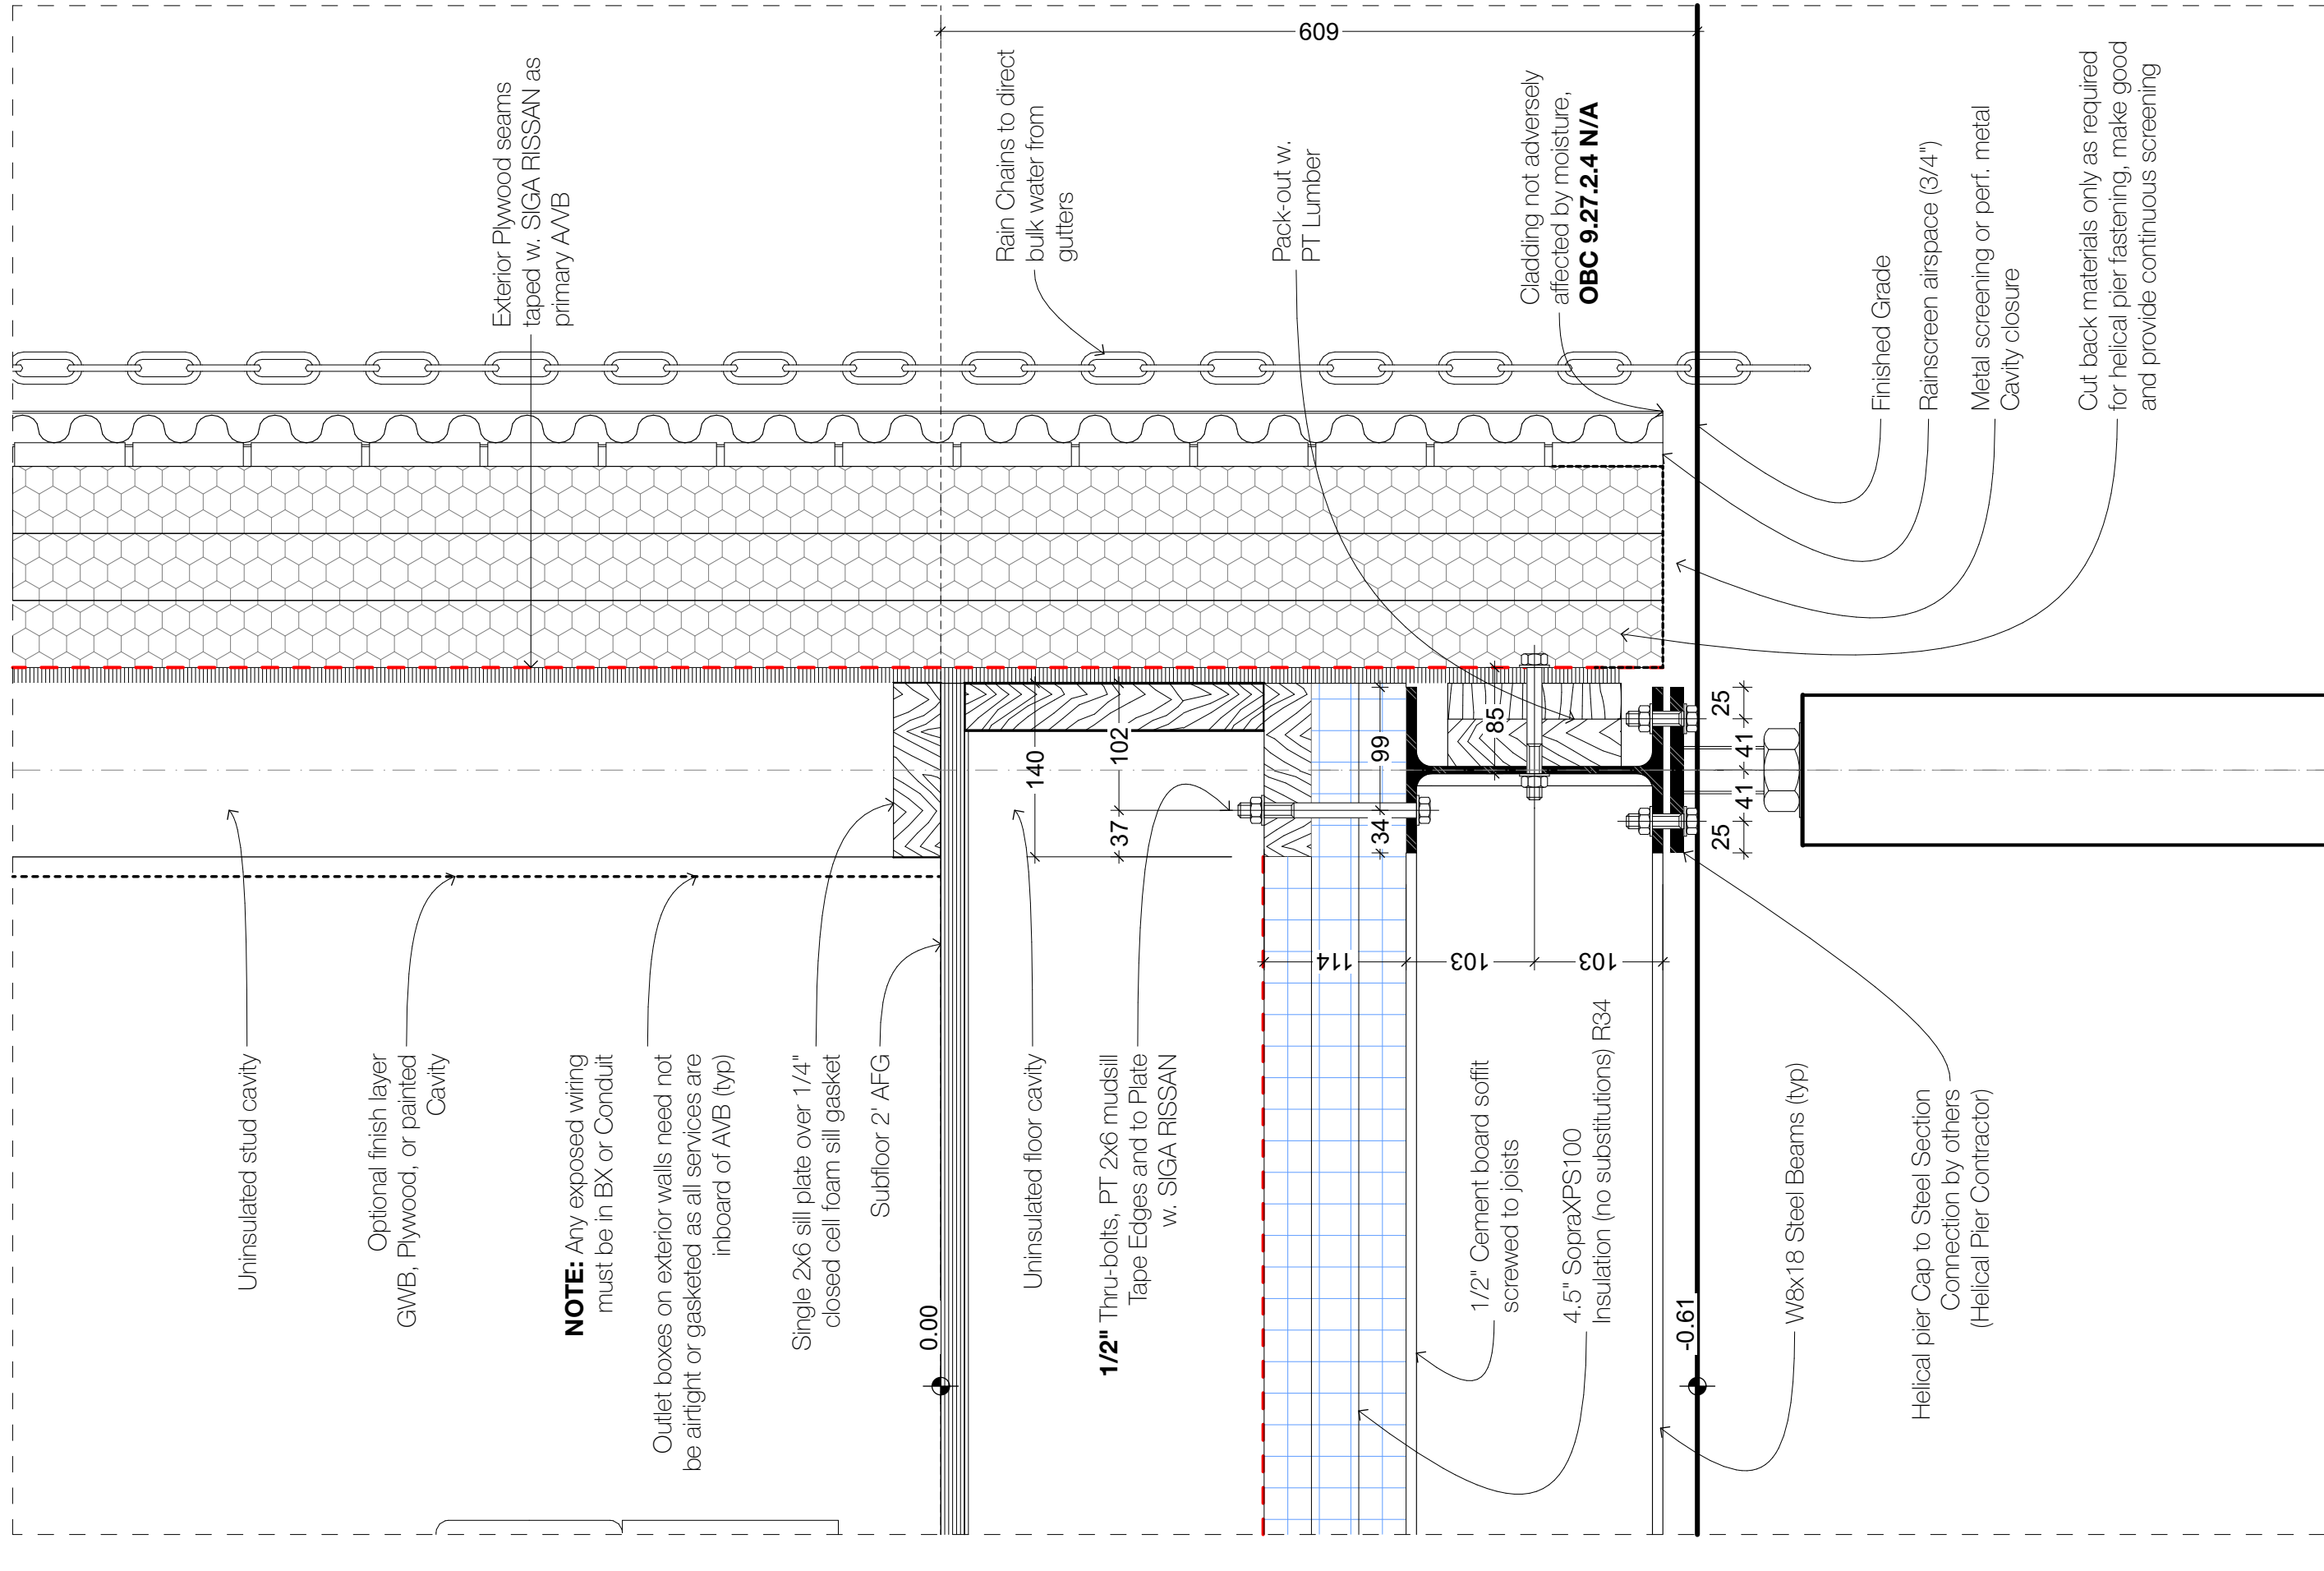 Exterior Plywood seams
taped w. SIGA RISSAN as
primary AVB
Rain Chains to direct
bulk water from
gutters
Pack-out w.
PT Lumber
Cladding not adversely
affected by moisture,
OBC 9.27.2.4 N/A
Finished Grade
Rainscreen airspace (3/4")
Metal screening or perf. metal
Cavity closure
Cut back materials only as required
for helical pier fastening, make good
and provide continuous screening
609
Uninsulated stud cavity
Optional finish layer
GWB, Plywood, or painted
Cavity
NOTE: Any exposed wiring
must be in BX or Conduit
Outlet boxes on exterior walls need not
be airtight or gasketed as all services are
inboard of AVB (typ)
Single 2x6 sill plate over 1/4"
closed cell foam sill gasket
Subfloor 2' AFG
0.00
Uninsulated floor cavity
1/2" Thru-bolts, PT 2x6 mudsill
Tape Edges and to Plate
w. SIGA RISSAN
1/2" Cement board soffit
screwed to joists
4.5" SopraXPS100
Insulation (no substitutions) R34
-0.61
W8x18 Steel Beams (typ)
Helical pier Cap to Steel Section
Connection by others
(Helical Pier Contractor)
140
37
102
34
99
85
25
41
41
25
114
103
103